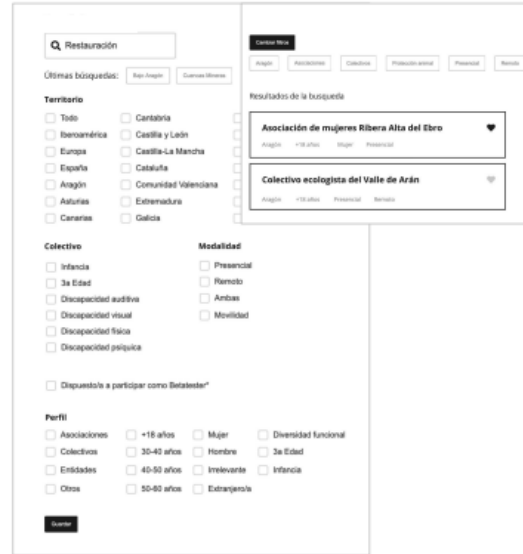 Restauración
Últimas búsquedas: Bajo Aragón Cuencas Mineras
Territorio
Todo Cantabria
Iberoamérica Castilla y León
Europa Castilla-La Mancha
España Cataluña
Aragón Comunidad Valenciana
Asturias Extremadura
Canarias Galicia
Colectivo Modalidad
Infancia Presencial
3a Edad Remoto
Discapacidad auditiva Ambas
Discapacidad visual Movilidad
Discapacidad física
Discapacidad psíquica
Dispuesto/a a participar como Betatester*
Perfil
Asociaciones +18 años Mujer Diversidad funcional
Colectivos 30-40 años Hombre 3a Edad
Entidades 40-50 años Irrelevante Infancia
Otros 50-60 años Extranjero/a
Guardar
Cambiar filtros
Aragón Asociaciones Colectivos Protección animal Presencial Remoto
Resultados de la busqueda
Asociación de mujeres Ribera Alta del Ebro
Aragón +18 años Mujer Presencial
Colectivo ecologista del Valle de Arán
Aragón +18 años Presencial Remoto